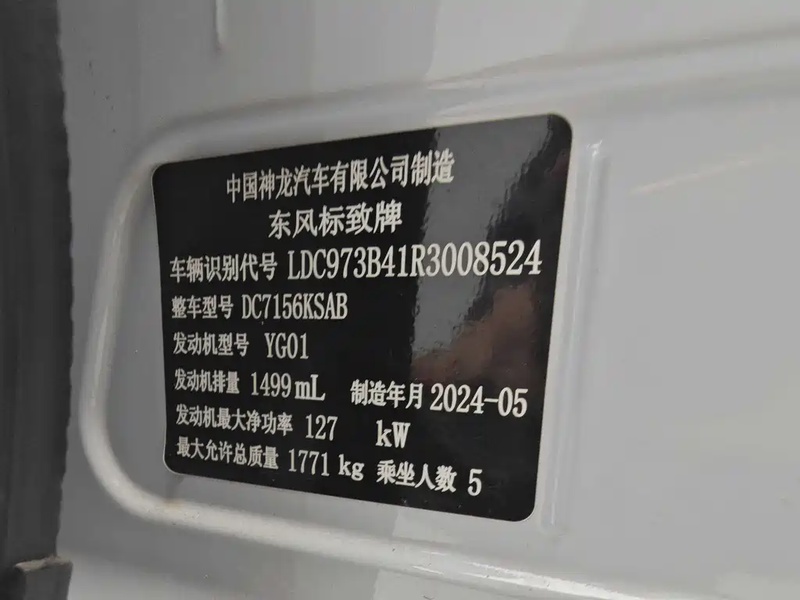 中国神龙汽车有限公司制造
东风标致牌
车辆识别代号 LDC973B41R3008524
整车型号 DC7156KSAB
发动机型号 YG01
发动机排量 1499mL 制造年月 2024-05
发动机最大净功率 127 kW
最大允许总质量 1771 kg 乘坐人数 5